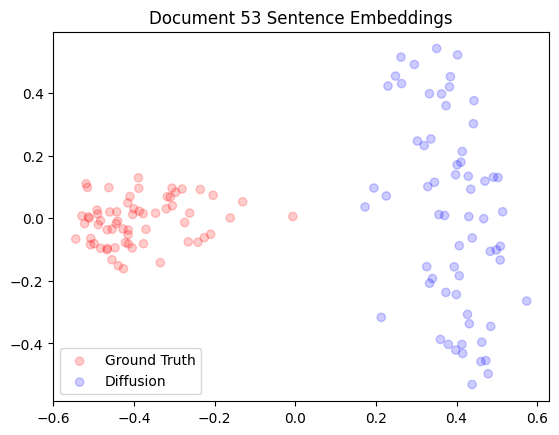 Document 53 Sentence Embeddings
0.4
0.2
0.0
−0.2
−0.4
Ground Truth
Diffusion
−0.6 −0.4 −0.2 0.0 0.2 0.4 0.6